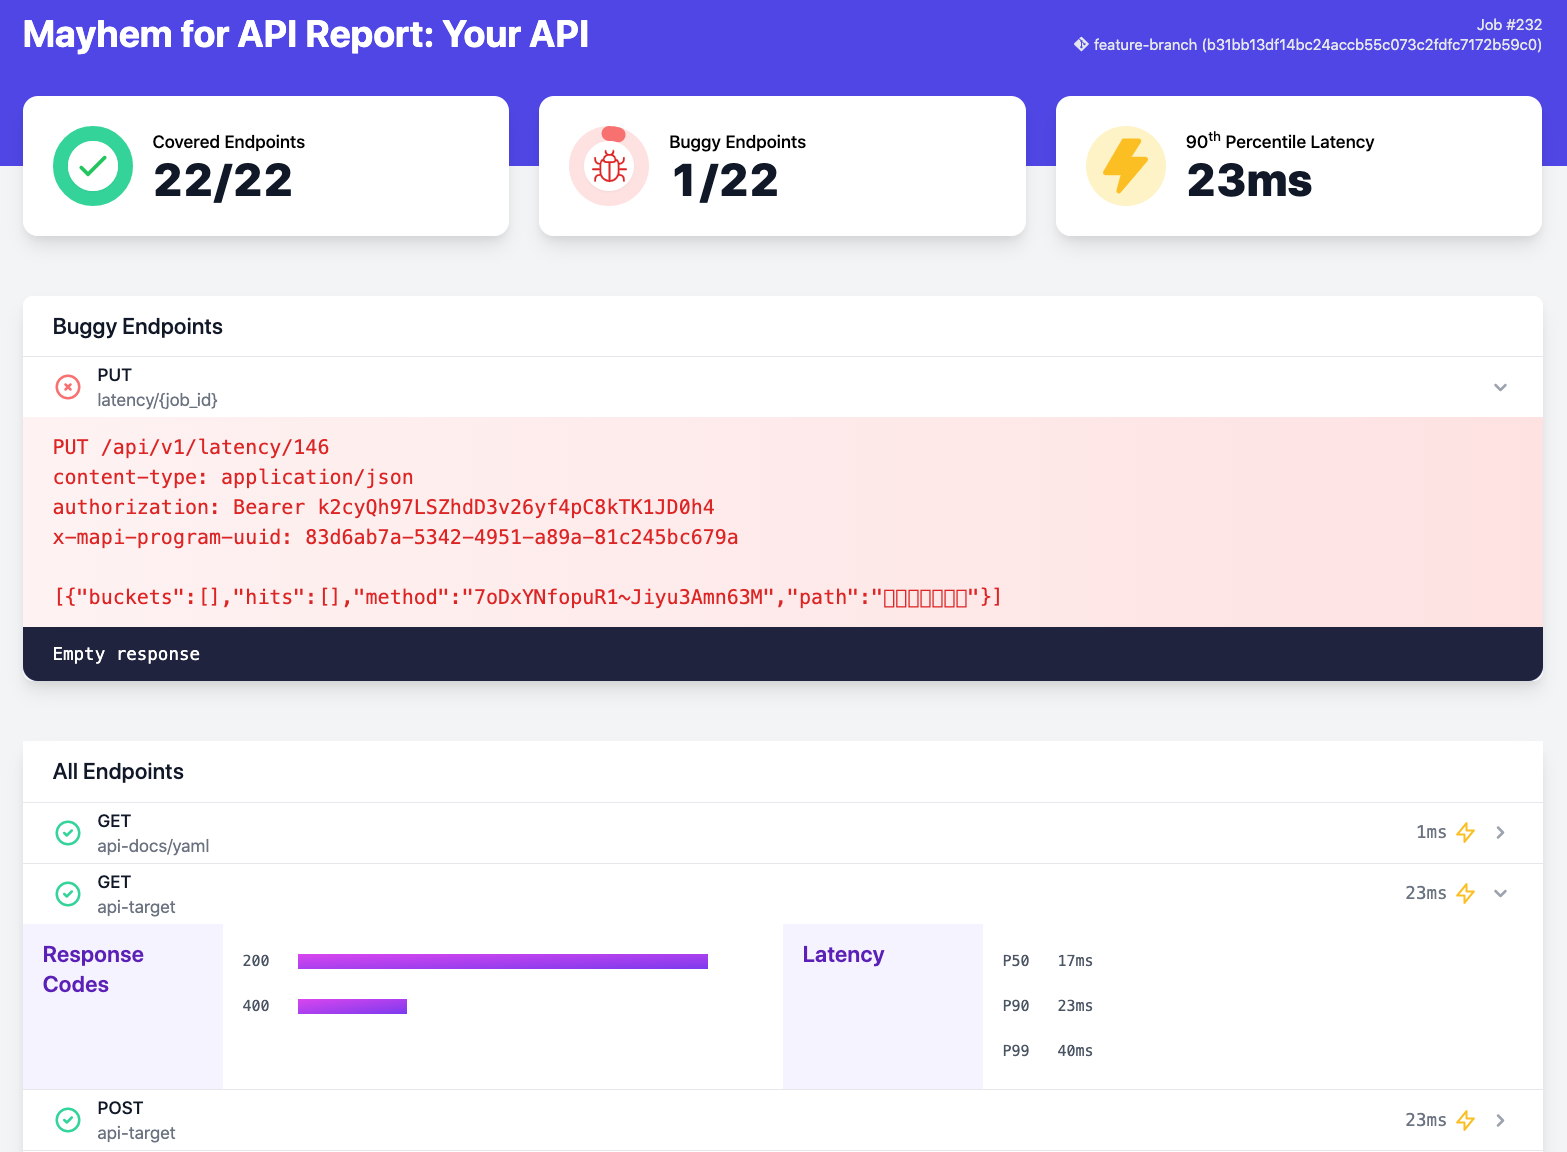 Mayhem for API Report: Your API
Job #232
feature-branch (b31bb13df14bc24accb55c073c2fdfc7172b59c0)
Covered Endpoints
22/22
Buggy Endpoints
1/22
90th Percentile Latency
23ms
Buggy Endpoints
PUT
latency/{job_id}
PUT /api/v1/latency/146
content-type: application/json
authorization: Bearer k2cyQh97LSZhdD3v26yf4pC8kTK1JD0h4
x-mapi-program-uuid: 83d6ab7a-5342-4951-a89a-81c245bc679a
[{"buckets":[],"hits":[],"method":"7oDxYNfopuR1~Jiyu3Amn63M","path":"▯▯▯▯▯▯▯"}]
Empty response
All Endpoints
GET
api-docs/yaml
1ms
GET
api-target
23ms
Response
Codes
200
400
Latency
P50 17ms
P90 23ms
P99 40ms
POST
api-target
23ms